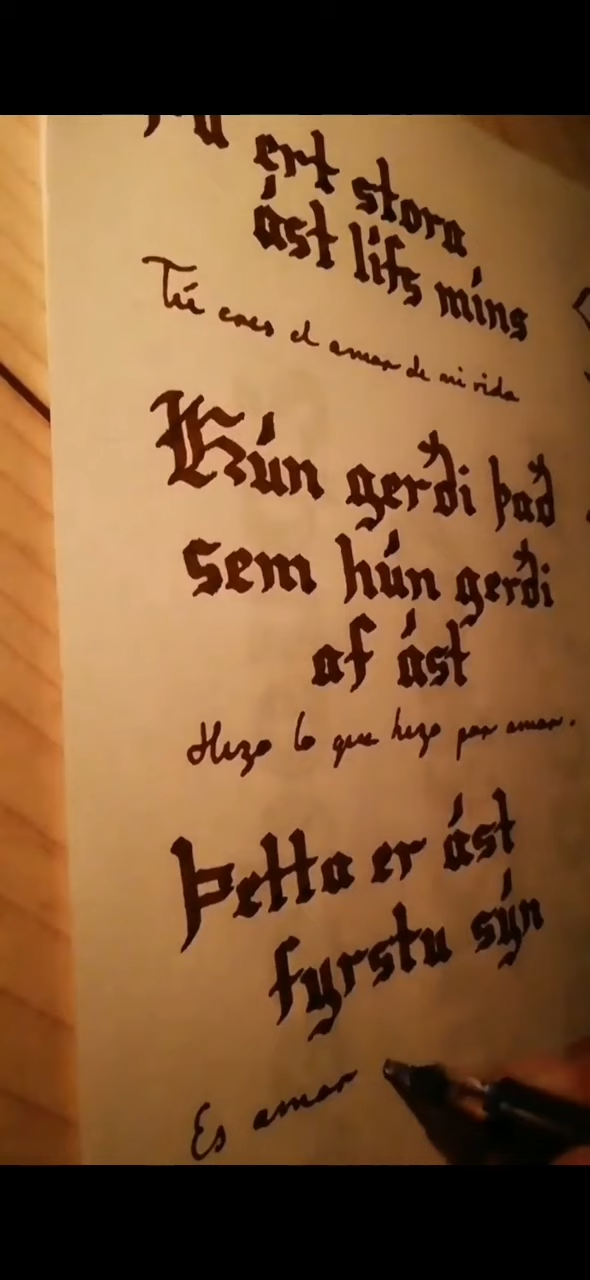 ert stora
ást lífs míns
Tú eres el amor de mi vida
Hún gerði það
sem hún gerði
af ást
Hizo lo que hizo por amor.
Þetta er ást
fyrstu sýn
Es amor